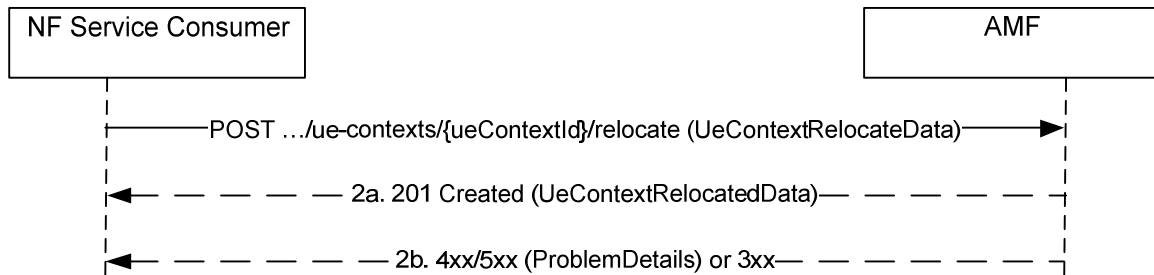 NF Service Consumer
AMF
POST …/ue-contexts/{ueContextId}/relocate (UeContextRelocateData)
2a. 201 Created (UeContextRelocatedData)
2b. 4xx/5xx (ProblemDetails) or 3xx